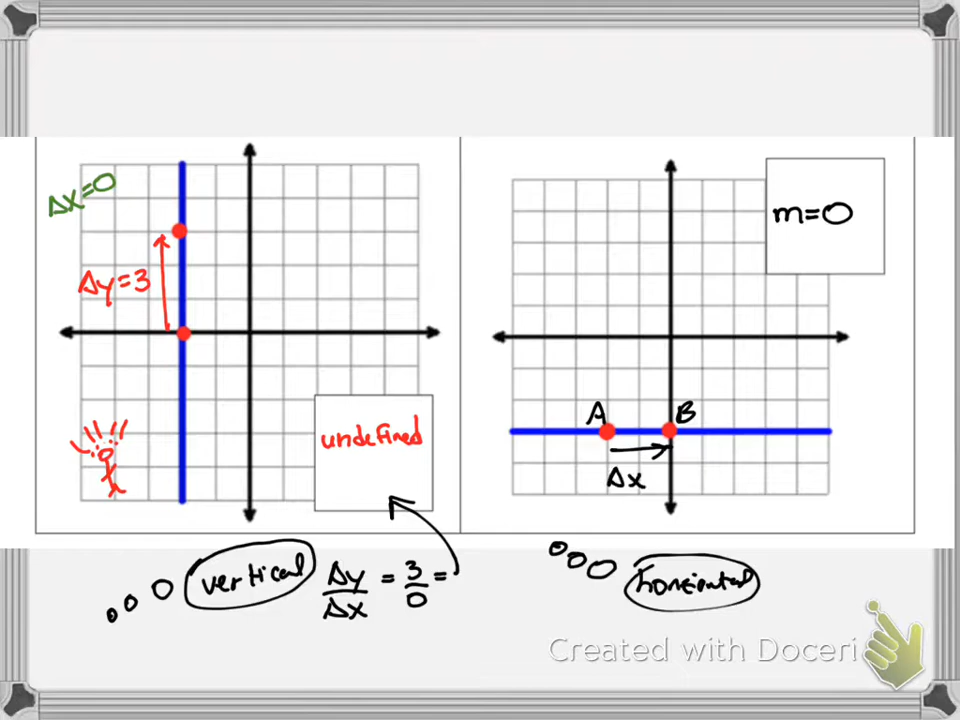 Δx=0
Δy=3
undefined
m=0
A
B
Δx
vertical
Δy/Δx = 3/0 =
horizontal
Created with Doceri